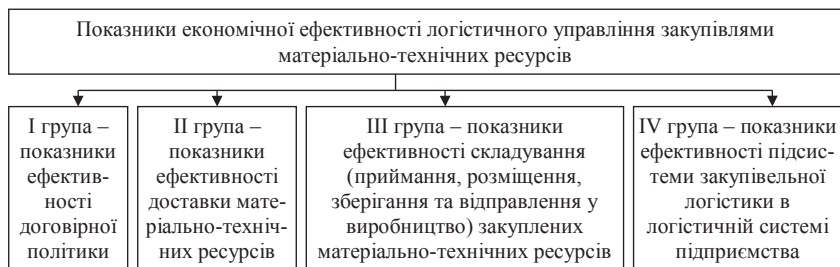 Показники економічної ефективності логістичного управління закупівлями
матеріально-технічних ресурсів
І група –
показники
ефектив-
ності
договірної
політики
ІІ група –
показники
ефективності
доставки мате-
ріально-техніч-
них ресурсів
ІІІ група – показники
ефективності складування
(приймання, розміщення,
зберігання та відправлення у
виробництво) закуплених
матеріально-технічних ресурсів
IV група – показники
ефективності підсис-
теми закупівельної
логістики в
логістичній системі
підприємства